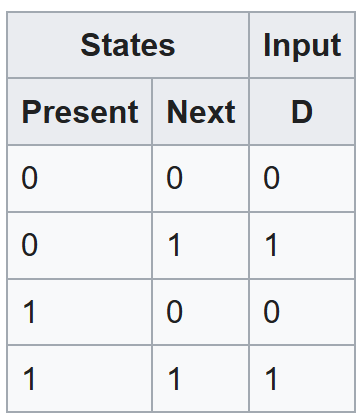 States Input
Present Next D
0 0 0
0 1 1
1 0 0
1 1 1